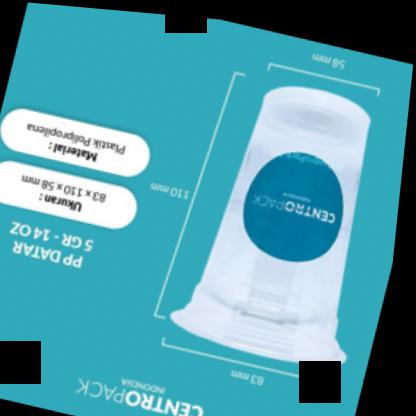 CENTROPACK
INDONESIA
83 mm
PP DATAR
5 GR - 14 OZ
Ukuran :
83 x 110 x 58 mm
110 mm
CENTROPACK
Material :
Plastik Polipropilena
58 mm